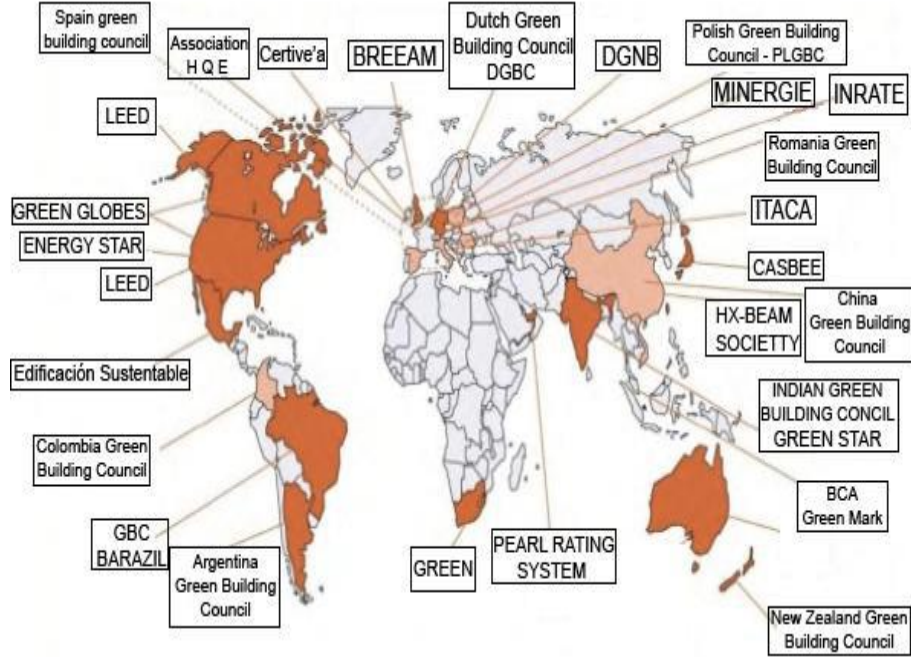 Spain green
building council
Association
H Q E
Certive'a
BREEAM
Dutch Green
Building Council
DGBC
DGNB
Polish Green Building
Council - PLGBC
MINERGIE
INRATE
LEED
Romania Green
Building Council
GREEN GLOBES
ITACA
ENERGY STAR
LEED
CASBEE
HX-BEAM
SOCIETTY
China
Green Building
Council
Edificación Sustentable
INDIAN GREEN
BUILDING CONCIL
GREEN STAR
Colombia Green
Building Council
BCA
Green Mark
GBC
BARAZIL
Argentina
Green Building
Council
GREEN
PEARL RATING
SYSTEM
New Zealand Green
Building Council